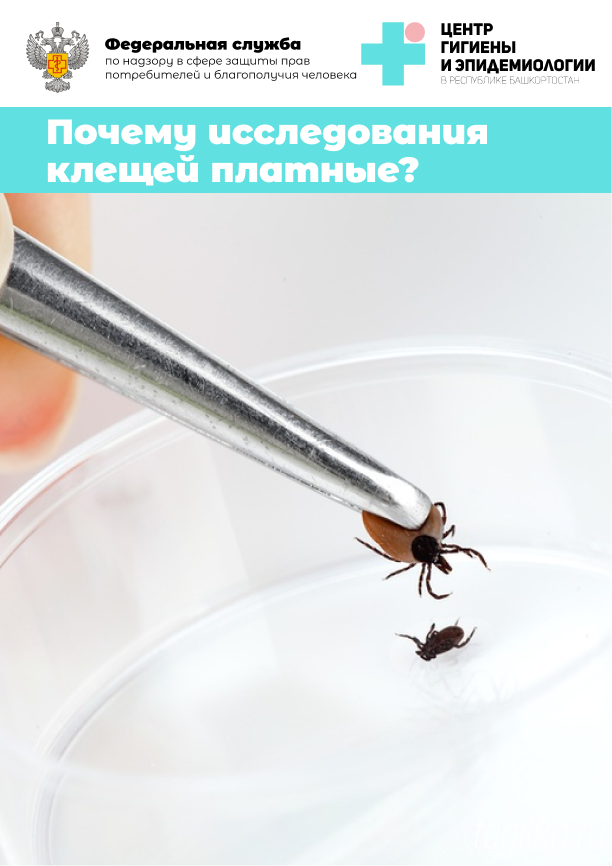 Федеральная служба
по надзору в сфере защиты прав
потребителей и благополучия человека
ЦЕНТР
ГИГИЕНЫ
И ЭПИДЕМИОЛОГИИ
В РЕСПУБЛИКЕ БАШКОРТОСТАН
Почему исследования
клещей платные?